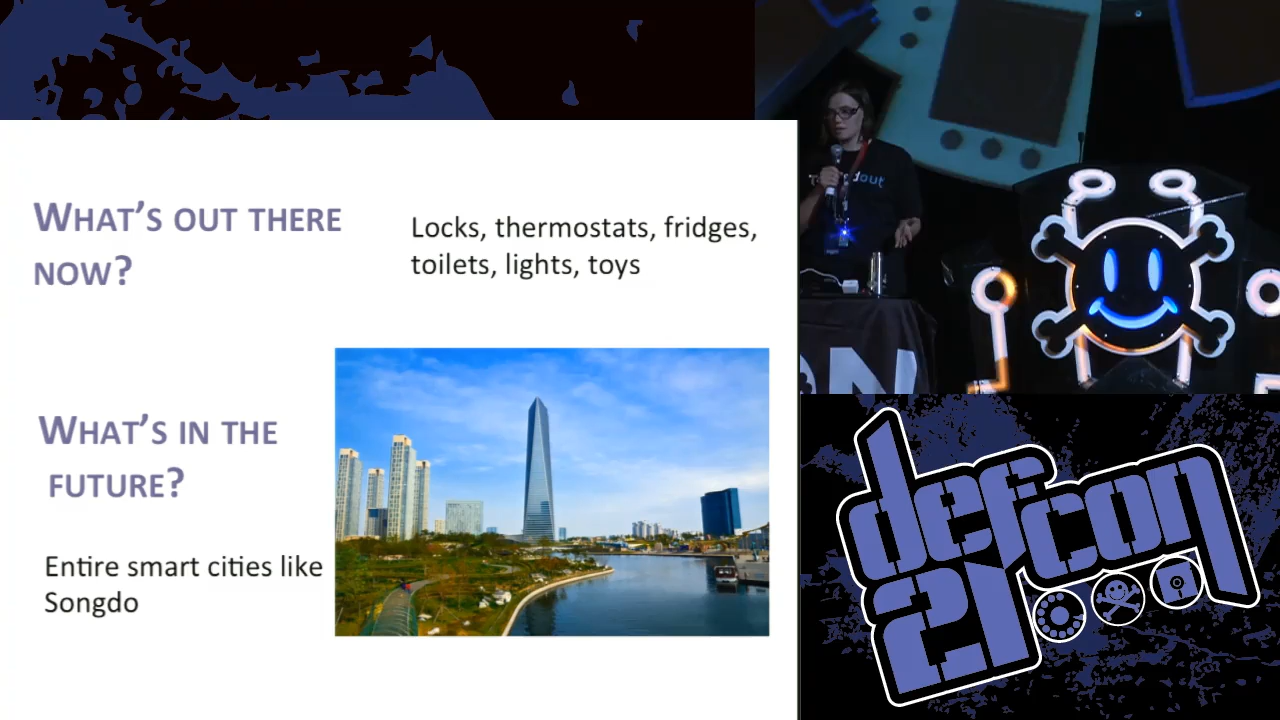 WHAT'S OUT THERE
NOW?
Locks, thermostats, fridges,
toilets, lights, toys
WHAT'S IN THE
FUTURE?
Entire smart cities like
Songdo
defcon
21